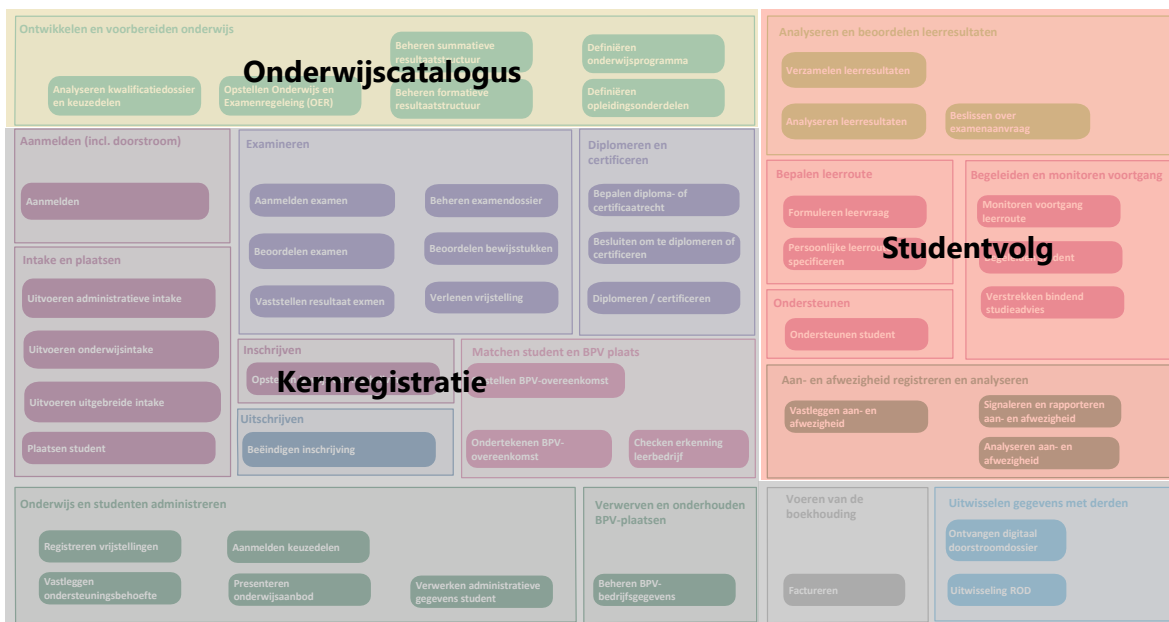 Ontwikkelen en voorbereiden onderwijs
Beheren summatieve
resultaatstructuur
Definiëren
onderwijsprogramma
Onderwijscatalogus
Analyseren kwalificatiedossier
en keuzedelen
Opstellen Onderwijs en
Examenregeleing (OER)
Beheren formatieve
resultaatstructuur
Definiëren
opleidingsonderdelen
Analyseren en beoordelen leerresultaten
Verzamelen leerresultaten
Analyseren leerresultaten
Beslissen over
examenaanvraag
Aanmelden (incl. doorstroom)
Aanmelden
Examineren
Aanmelden examen
Beheren examendossier
Beoordelen examen
Beoordelen bewijsstukken
Vaststellen resultaat exmen
Verlenen vrijstelling
Diplomeren en
certificeren
Bepalen diploma- of
certificaatrecht
Besluiten om te diplomeren of
certificeren
Diplomeren / certificeren
Bepalen leerroute
Formuleren leervraag
Persoonlijke
specificeren
Begeleiden en monitoren voortgang
Monitoren voortgang
leerroute
Studentvolg
Verstrekken bindend
studieadvies
Ondersteunen
Ondersteunen student
Intake en plaatsen
Uitvoeren administratieve intake
Uitvoeren onderwijsintake
Uitvoeren uitgebreide intake
Plaatsen student
Inschrijven
Kernregistratie
Uitschrijven
Beëindigen inschrijving
Matchen student en BPV plaats
BPV-overeenkomst
Ondertekenen BPV-
overeenkomst
Checken erkenning
leerbedrijf
Aan- en afwezigheid registreren en analyseren
Vastleggen aan- en
afwezigheid
Signaleren en rapporteren
aan- en afwezigheid
Analyseren aan- en
afwezigheid
Onderwijs en studenten administreren
Registreren vrijstellingen
Aanmelden keuzedelen
Vastleggen
ondersteuningsbehoefte
Presenteren
onderwijsaanbod
Verwerken administratieve
gegevens student
Verwerven en onderhouden
BPV-plaatsen
Beheren BPV-
bedrijfsgegevens
Voeren van de
boekhouding
Factureren
Uitwisselen gegevens met derden
Ontvangen digitaal
doorstroomdossier
Uitwisseling ROD